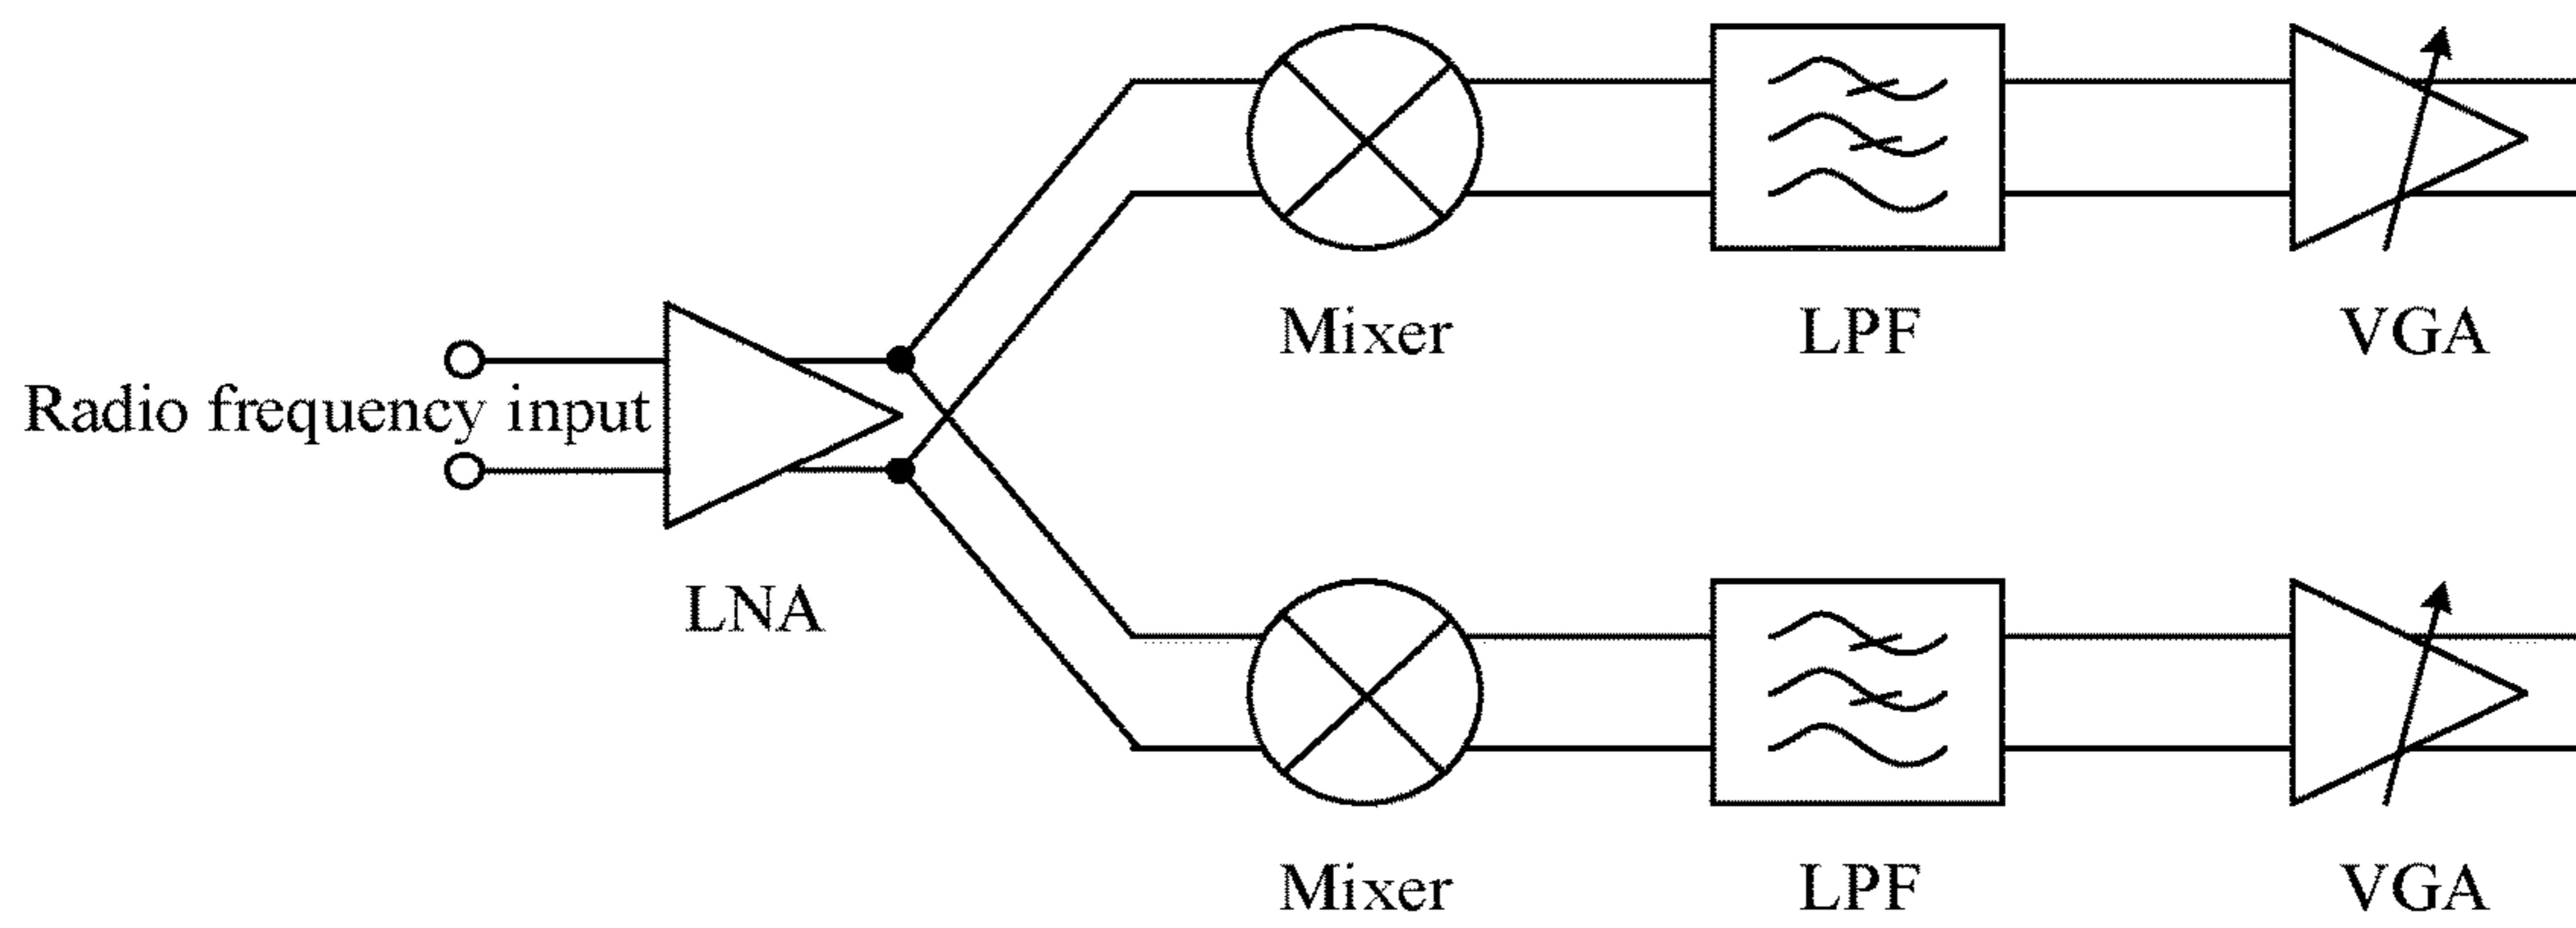 Mixer
LPF
VGA
Radio frequency input
LNA
Mixer
LPF
VGA